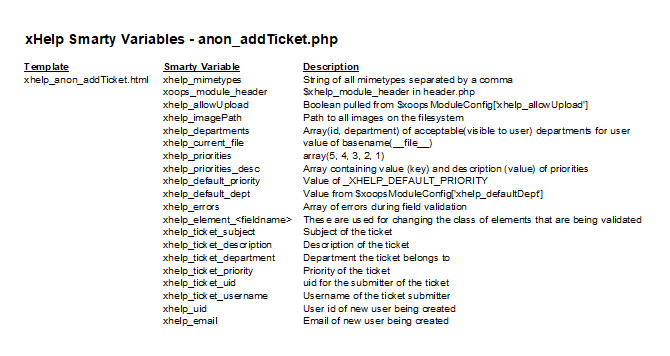 xHelp Smarty Variables - anon_addTicket.php
Template Smarty Variable Description
xhelp_anon_addTicket.html xhelp_mimetypes String of all mimetypes separated by a comma
xoops_module_header $xhelp_module_header in header.php
xhelp_allowUpload Boolean pulled from $xoopsModuleConfig['xhelp_allowUpload']
xhelp_imagePath Path to all images on the filesystem
xhelp_departments Array(id, department) of acceptable(visible to user) departments for user
xhelp_current_file value of basename(__file__)
xhelp_priorities array(5, 4, 3, 2, 1)
xhelp_priorities_desc Array containing value (key) and description (value) of priorities
xhelp_default_priority Value of _XHELP_DEFAULT_PRIORITY
xhelp_default_dept Value from $xoopsModuleConfig['xhelp_defaultDept']
xhelp_errors Array of errors during field validation
xhelp_element_<fieldname> These are used for changing the class of elements that are being validated
xhelp_ticket_subject Subject of the ticket
xhelp_ticket_description Description of the ticket
xhelp_ticket_department Department the ticket belongs to
xhelp_ticket_priority Priority of the ticket
xhelp_ticket_uid uid for the submitter of the ticket
xhelp_ticket_username Username of the ticket submitter
xhelp_uid User id of new user being created
xhelp_email Email of new user being created